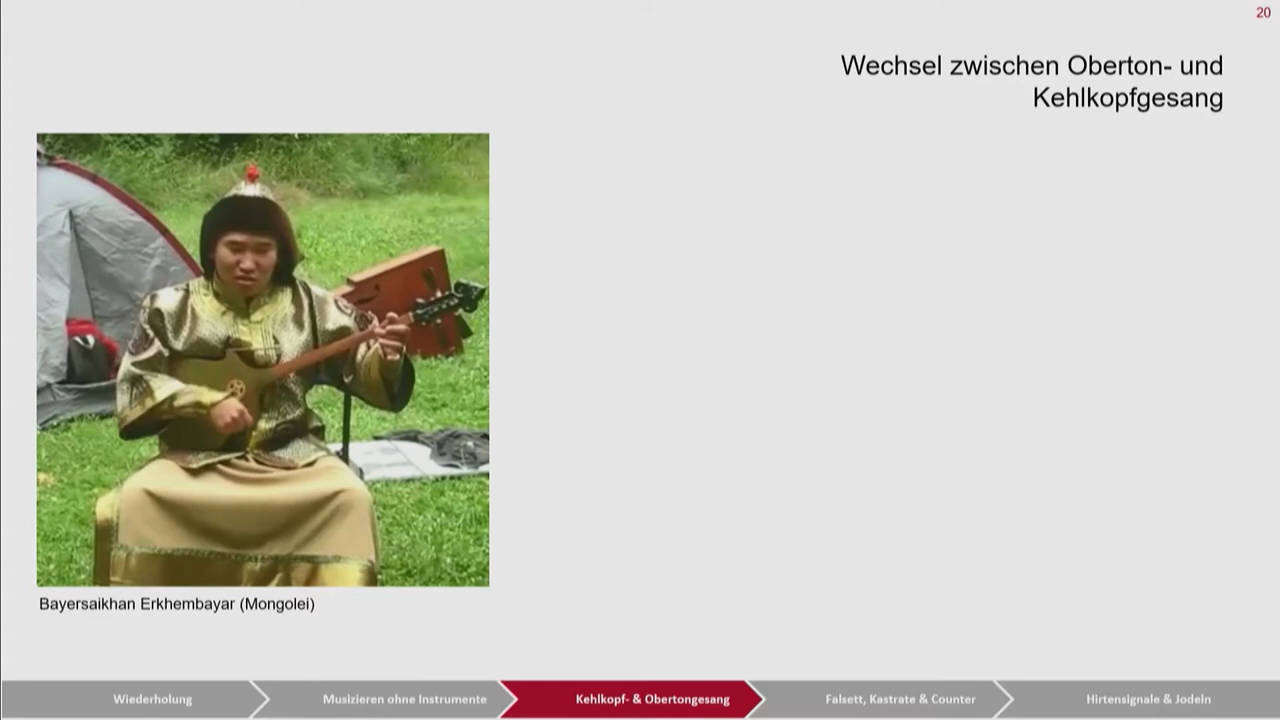 20
Wechsel zwischen Oberton- und
Kehlkopfgesang
Bayersaikhan Erkhembayar (Mongolei)
Wiederholung
Musizieren ohne Instrumente
Kehlkopf- & Obertongesang
Falsett, Kastrate & Counter
Hirtensignale & Jodeln